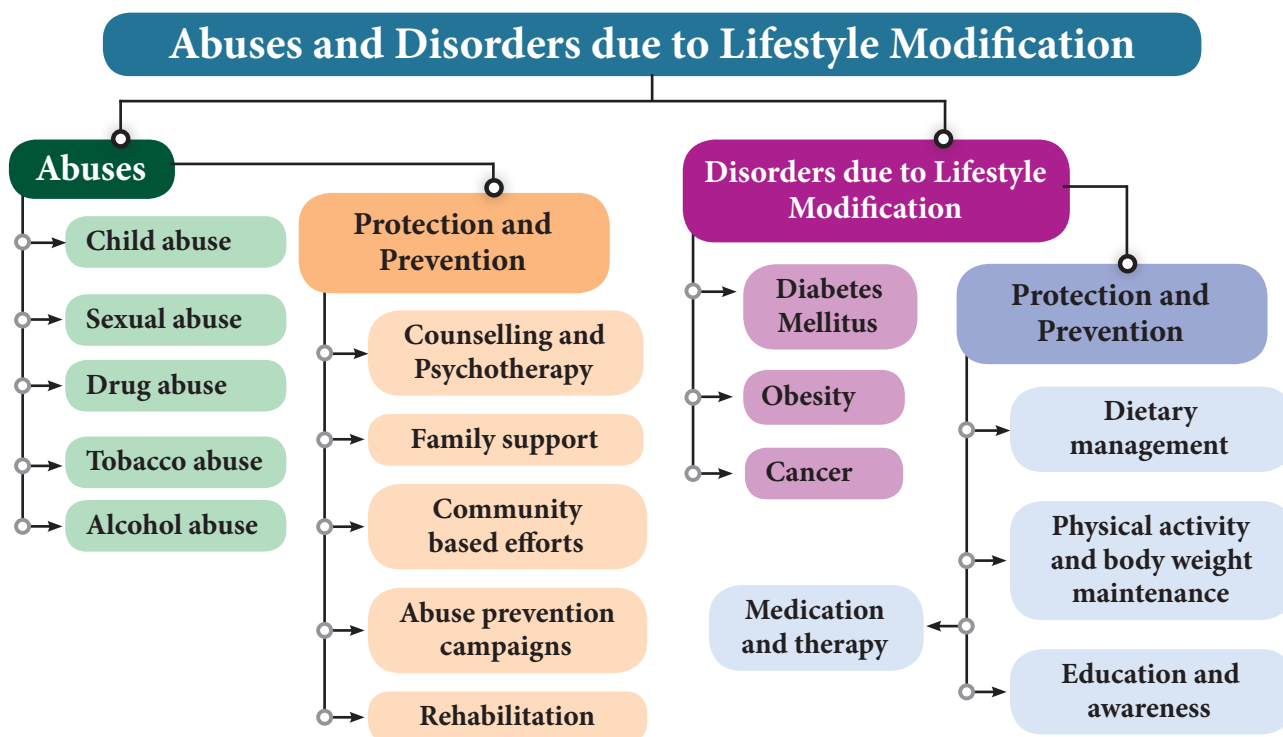 Abuses and Disorders due to Lifestyle Modification
Abuses
Child abuse
Sexual abuse
Drug abuse
Tobacco abuse
Alcohol abuse
Protection and
Prevention
Counselling and
Psychotherapy
Family support
Community
based efforts
Abuse prevention
campaigns
Rehabilitation
Disorders due to Lifestyle
Modification
Diabetes
Mellitus
Obesity
Cancer
Protection and
Prevention
Dietary
management
Physical activity
and body weight
maintenance
Medication
and therapy
Education and
awareness